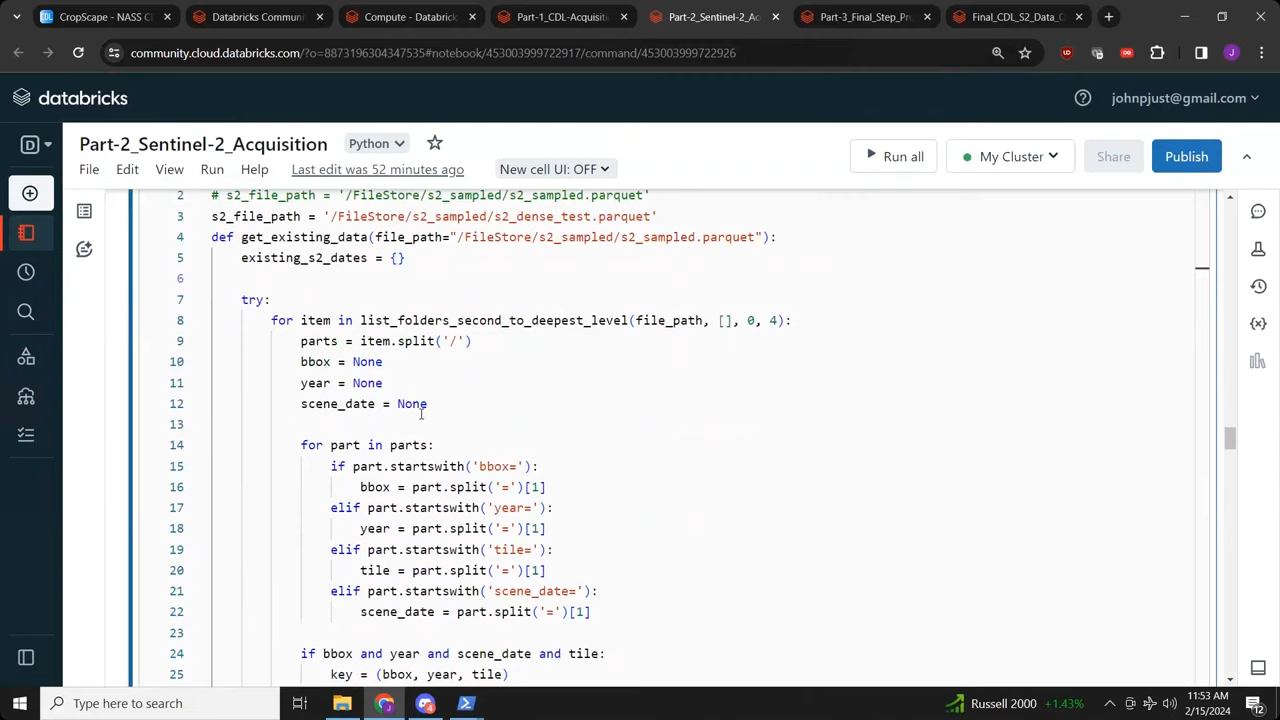 CropScape - NASS C
Databricks Communi
Compute - Databrick
Part-1_CDL-Acquisiti
Part-2_Sentinel-2_Ac
Part-3_Final_Step_Pr
Final_CDL_S2_Data_C
community.cloud.databricks.com/?o=8873196304347535#notebook/453003999722917/command/453003999722926
databricks
johnpjust@gmail.com
Part-2_Sentinel-2_Acquisition
Python
Run all
My Cluster
Share
Publish
File Edit View Run Help Last edit was 52 minutes ago New cell UI: OFF
2 # s2_file_path = '/FileStore/s2_sampled/s2_sampled.parquet'
3 s2_file_path = '/FileStore/s2_sampled/s2_dense_test.parquet'
4 def get_existing_data(file_path="/FileStore/s2_sampled/s2_sampled.parquet"):
5 existing_s2_dates = {}
6
7 try:
8 for item in list_folders_second_to_deepest_level(file_path, [], 0, 4):
9 parts = item.split('/')
10 bbox = None
11 year = None
12 scene_date = None
13
14 for part in parts:
15 if part.startswith('bbox='):
16 bbox = part.split('=')[1]
17 elif part.startswith('year='):
18 year = part.split('=')[1]
19 elif part.startswith('tile='):
20 tile = part.split('=')[1]
21 elif part.startswith('scene_date='):
22 scene_date = part.split('=')[1]
23
24 if bbox and year and scene_date and tile:
25 key = (bbox, year, tile)
Type here to search
Russell 2000 +1.43%
11:53 AM
2/15/2024